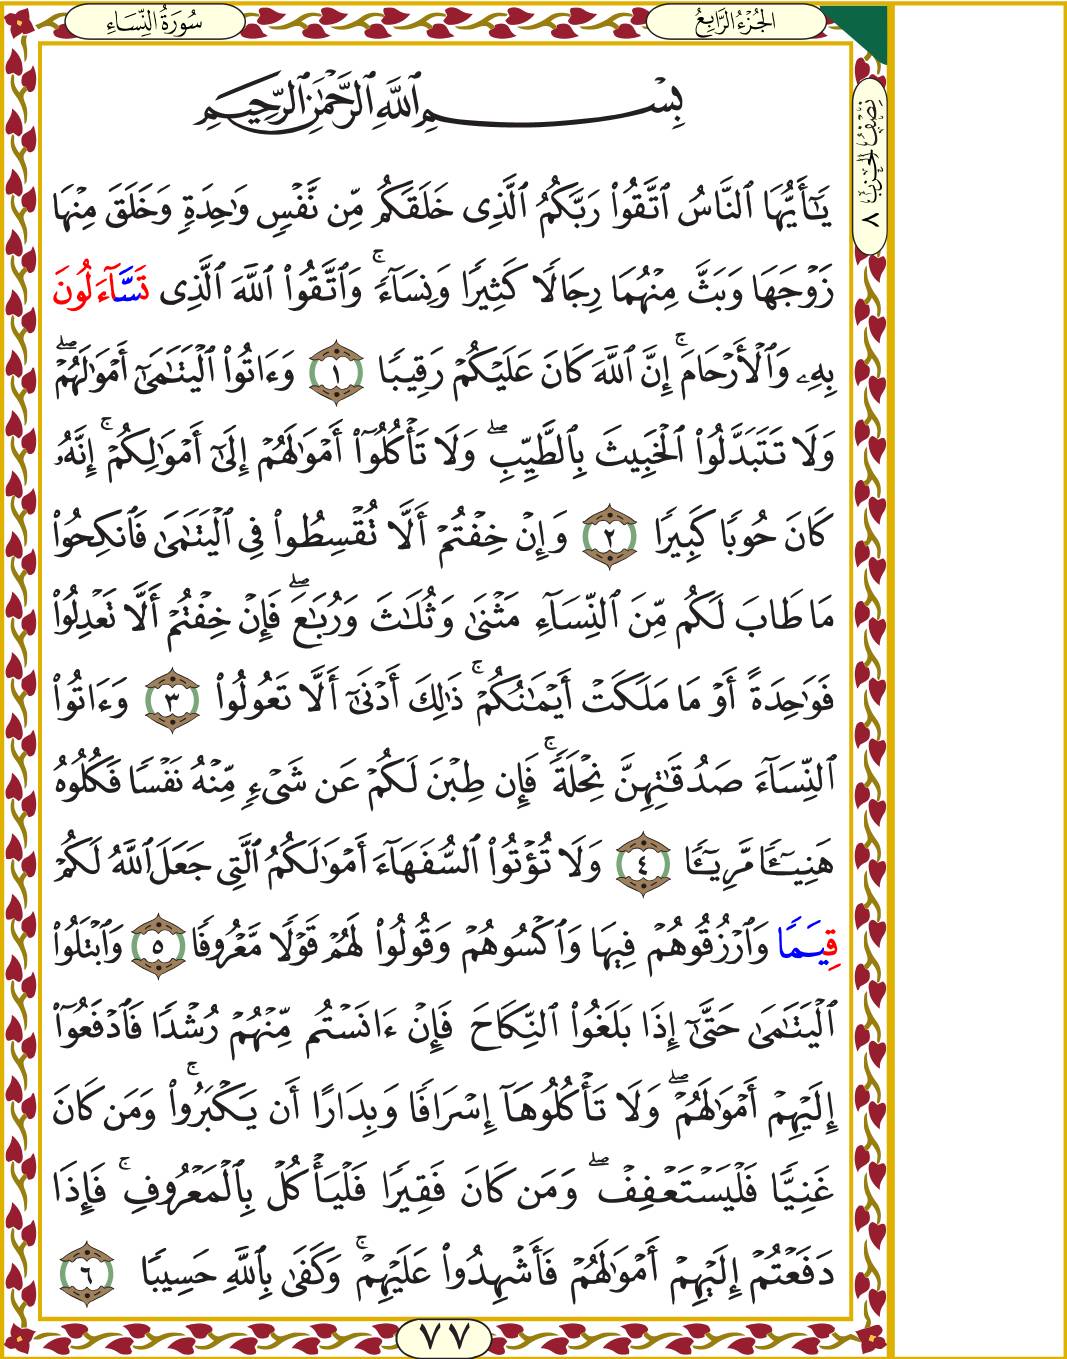 الجُزْءُ الرَّابِعُ
سُورَةُ النِّسَاءِ
نِصْفُ الحِزْبِ ٨
بِسْمِ ٱللَّهِ ٱلرَّحْمَٰنِ ٱلرَّحِيمِ
يَٰٓأَيُّهَا ٱلنَّاسُ ٱتَّقُوا۟ رَبَّكُمُ ٱلَّذِى خَلَقَكُم مِّن نَّفْسٍ وَٰحِدَةٍ وَخَلَقَ مِنْهَا
زَوْجَهَا وَبَثَّ مِنْهُمَا رِجَالًا كَثِيرًا وَنِسَآءً ۚ وَٱتَّقُوا۟ ٱللَّهَ ٱلَّذِى تَسَّآءَلُونَ
بِهِۦ وَٱلْأَرْحَامَ ۚ إِنَّ ٱللَّهَ كَانَ عَلَيْكُمْ رَقِيبًا ١ وَءَاتُوا۟ ٱلْيَتَٰمَىٰٓ أَمْوَٰلَهُمْ ۖ
وَلَا تَتَبَدَّلُوا۟ ٱلْخَبِيثَ بِٱلطَّيِّبِ ۖ وَلَا تَأْكُلُوٓا۟ أَمْوَٰلَهُمْ إِلَىٰٓ أَمْوَٰلِكُمْ ۚ إِنَّهُۥ
كَانَ حُوبًا كَبِيرًا ٢ وَإِنْ خِفْتُمْ أَلَّا تُقْسِطُوا۟ فِى ٱلْيَتَٰمَىٰ فَٱنكِحُوا۟
مَا طَابَ لَكُم مِّنَ ٱلنِّسَآءِ مَثْنَىٰ وَثُلَٰثَ وَرُبَٰعَ ۖ فَإِنْ خِفْتُمْ أَلَّا تَعْدِلُوا۟
فَوَٰحِدَةً أَوْ مَا مَلَكَتْ أَيْمَٰنُكُمْ ۚ ذَٰلِكَ أَدْنَىٰٓ أَلَّا تَعُولُوا۟ ٣ وَءَاتُوا۟
ٱلنِّسَآءَ صَدُقَٰتِهِنَّ نِحْلَةً ۚ فَإِن طِبْنَ لَكُمْ عَن شَىْءٍ مِّنْهُ نَفْسًا فَكُلُوهُ
هَنِيٓـًٔا مَّرِيٓـًٔا ٤ وَلَا تُؤْتُوا۟ ٱلسُّفَهَآءَ أَمْوَٰلَكُمُ ٱلَّتِى جَعَلَ ٱللَّهُ لَكُمْ
قِيَمًا وَٱرْزُقُوهُمْ فِيهَا وَٱكْسُوهُمْ وَقُولُوا۟ لَهُمْ قَوْلًا مَّعْرُوفًا ٥ وَٱبْتَلُوا۟
ٱلْيَتَٰمَىٰ حَتَّىٰٓ إِذَا بَلَغُوا۟ ٱلنِّكَاحَ فَإِنْ ءَانَسْتُم مِّنْهُمْ رُشْدًا فَٱدْفَعُوٓا۟
إِلَيْهِمْ أَمْوَٰلَهُمْ ۖ وَلَا تَأْكُلُوهَآ إِسْرَافًا وَبِدَارًا أَن يَكْبَرُوا۟ ۚ وَمَن كَانَ
غَنِيًّا فَلْيَسْتَعْفِفْ ۖ وَمَن كَانَ فَقِيرًا فَلْيَأْكُلْ بِٱلْمَعْرُوفِ ۚ فَإِذَا
دَفَعْتُمْ إِلَيْهِمْ أَمْوَٰلَهُمْ فَأَشْهِدُوا۟ عَلَيْهِمْ ۚ وَكَفَىٰ بِٱللَّهِ حَسِيبًا ٦
٧٧